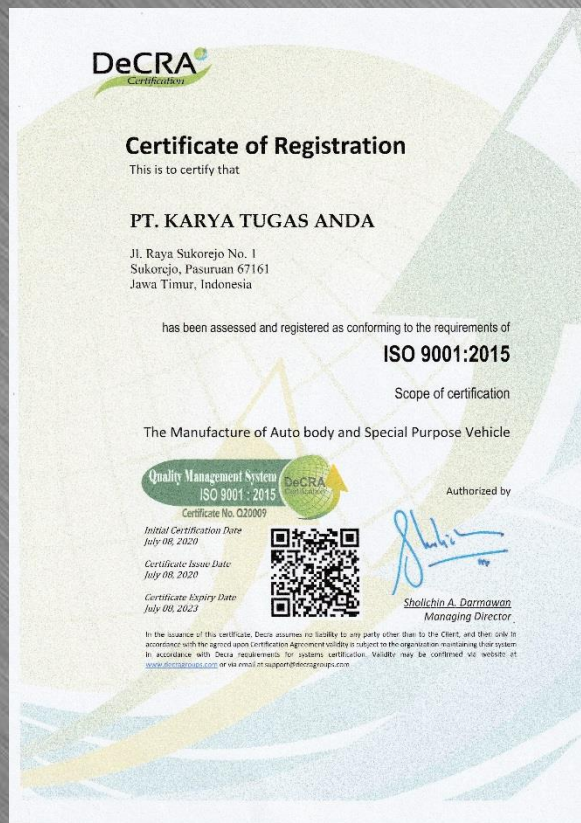 DeCRA
Certification
Certificate of Registration
This is to certify that
PT. KARYA TUGAS ANDA
Jl. Raya Sukorejo No. 1
Sukorejo, Pasuruan 67161
Jawa Timur, Indonesia
has been assessed and registered as conforming to the requirements of
ISO 9001:2015
Scope of certification
The Manufacture of Auto body and Special Purpose Vehicle
Quality Management System
ISO 9001 : 2015
DeCRA
Certification
Certificate No. Q20009
Authorized by
Initial Certification Date
July 08, 2020
Certificate Issue Date
July 08, 2020
Certificate Expiry Date
July 08, 2023
Sholichin A. Darmawan
Managing Director
In the issuance of this certificate, Decra assumes no liability to any party other than to the Client, and then only in
accordance with the agreed upon Certification Agreement validity is subject to the organization maintaining their system
in accordance with Decra requirements for systems certification. Validity may be confirmed via website at
www.decragroups.com or via email at support@decragroups.com